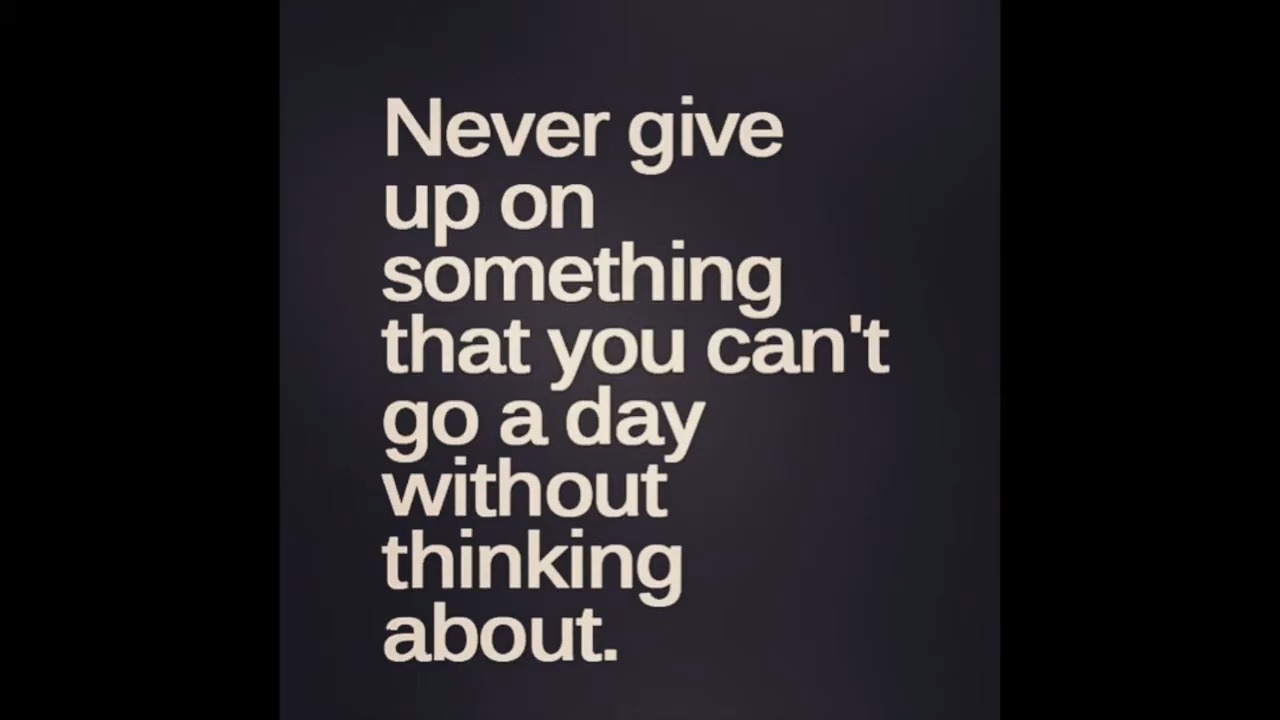 Never give
up on
something
that you can't
go a day
without
thinking
about.